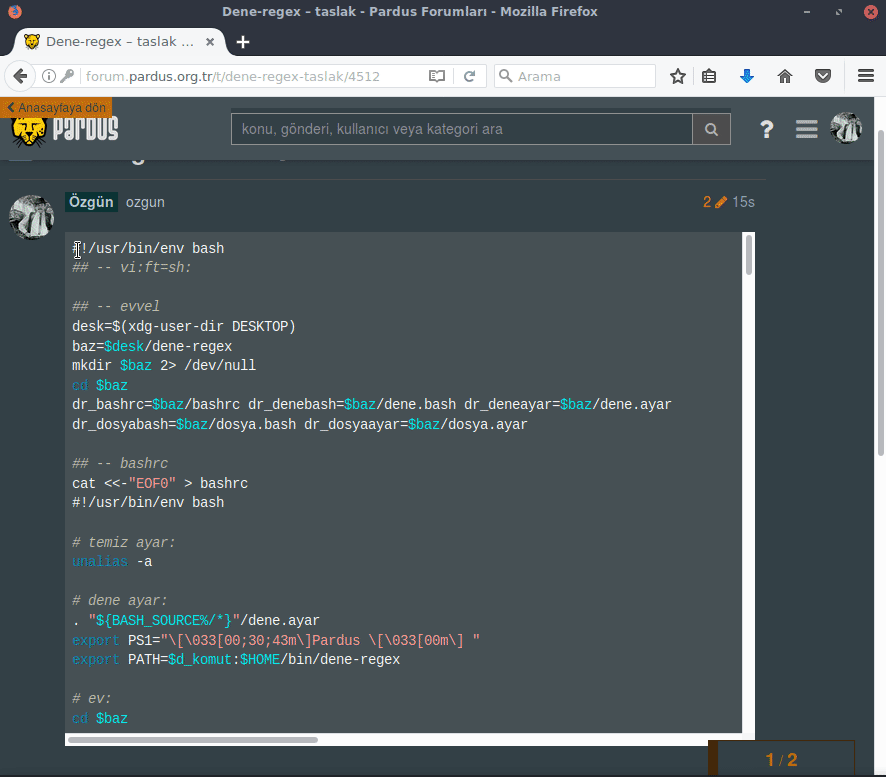 Dene-regex – taslak - Pardus Forumları - Mozilla Firefox
Dene-regex – taslak ...
forum.pardus.org.tr/t/dene-regex-taslak/4512
Arama
Anasayfaya dön
PARDUS
konu, gönderi, kullanıcı veya kategori ara
?
Özgün ozgun
2 15s
#!/usr/bin/env bash
## -- vi:ft=sh:
## -- evvel
desk=$(xdg-user-dir DESKTOP)
baz=$desk/dene-regex
mkdir $baz 2> /dev/null
cd $baz
dr_bashrc=$baz/bashrc dr_denebash=$baz/dene.bash dr_deneayar=$baz/dene.ayar
dr_dosyabash=$baz/dosya.bash dr_dosyaayar=$baz/dosya.ayar
## -- bashrc
cat <<-"EOF0" > bashrc
#!/usr/bin/env bash
# temiz ayar:
unalias -a
# dene ayar:
. "${BASH_SOURCE%/*}"/dene.ayar
export PS1="\[\033[00;30;43m\]Pardus \[\033[00m\] "
export PATH=$d_komut:$HOME/bin/dene-regex
# ev:
cd $baz
1 / 2